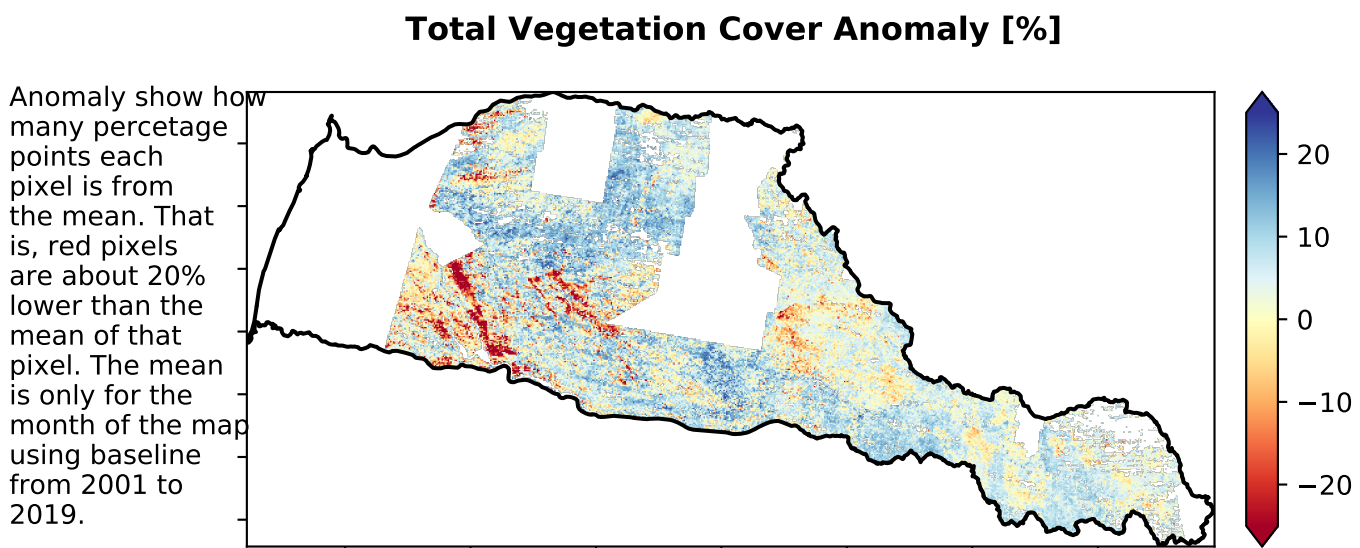 Total Vegetation Cover Anomaly [%]
Anomaly show how
many percetage
points each
pixel is from
the mean. That
is, red pixels
are about 20%
lower than the
mean of that
pixel. The mean
is only for the
month of the map
using baseline
from 2001 to
2019.
20
10
0
−10
−20